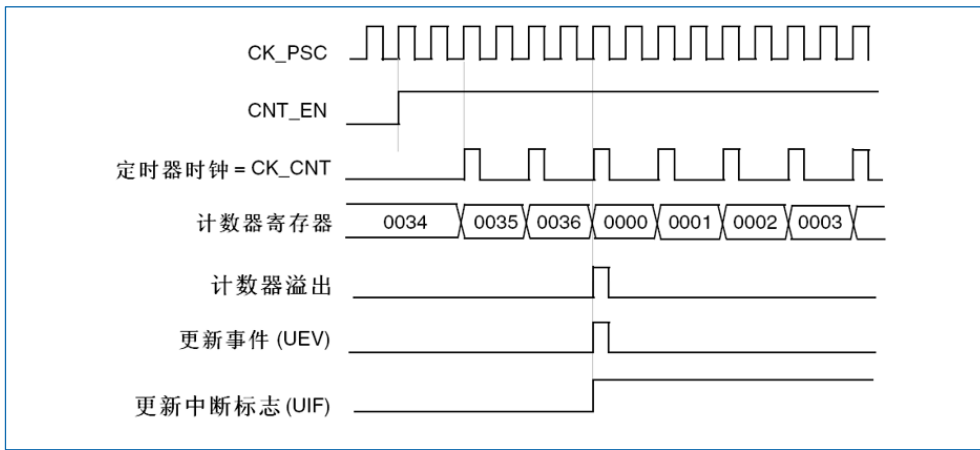 CK_PSC
CNT_EN
定时器时钟 = CK_CNT
计数器寄存器 0034 0035 0036 0000 0001 0002 0003
计数器溢出
更新事件 (UEV)
更新中断标志 (UIF)